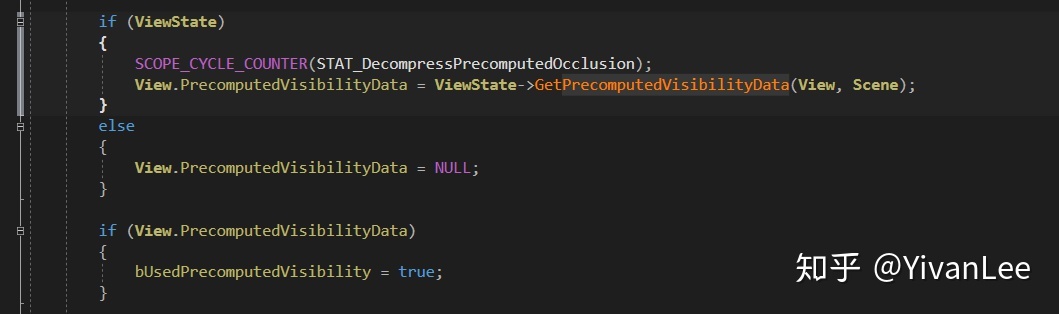 if (ViewState)
{
SCOPE_CYCLE_COUNTER(STAT_DecompressPrecomputedOcclusion);
View.PrecomputedVisibilityData = ViewState->GetPrecomputedVisibilityData(View, Scene);
}
else
{
View.PrecomputedVisibilityData = NULL;
}
if (View.PrecomputedVisibilityData)
{
bUsedPrecomputedVisibility = true;
}
知乎 @YivanLee